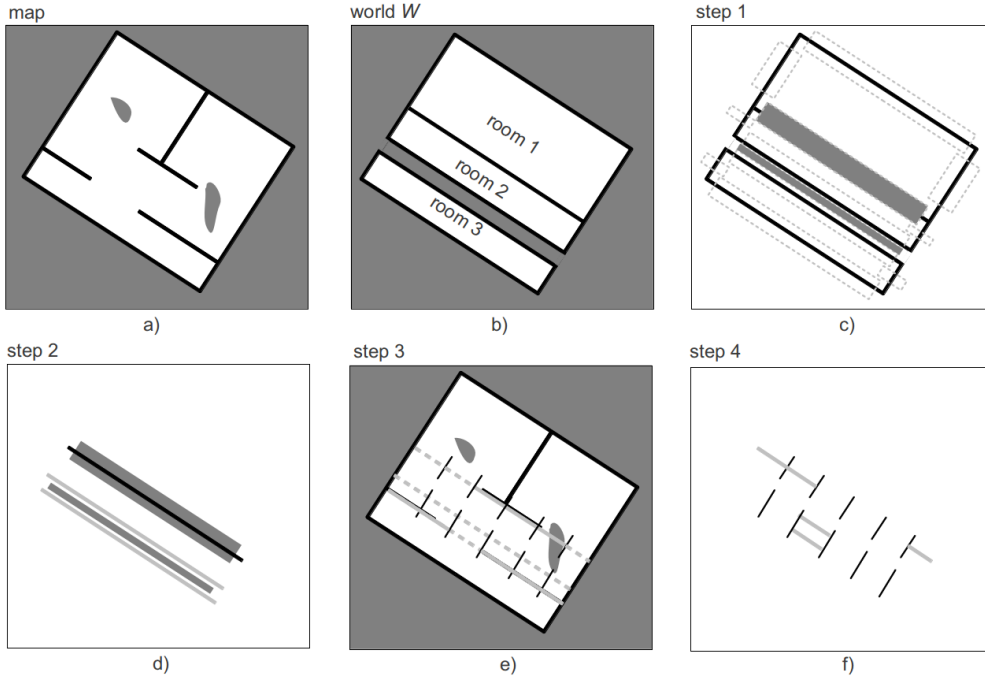 map
world W
step 1
room 1
room 2
room 3
a)
b)
c)
step 2
step 3
step 4
d)
e)
f)